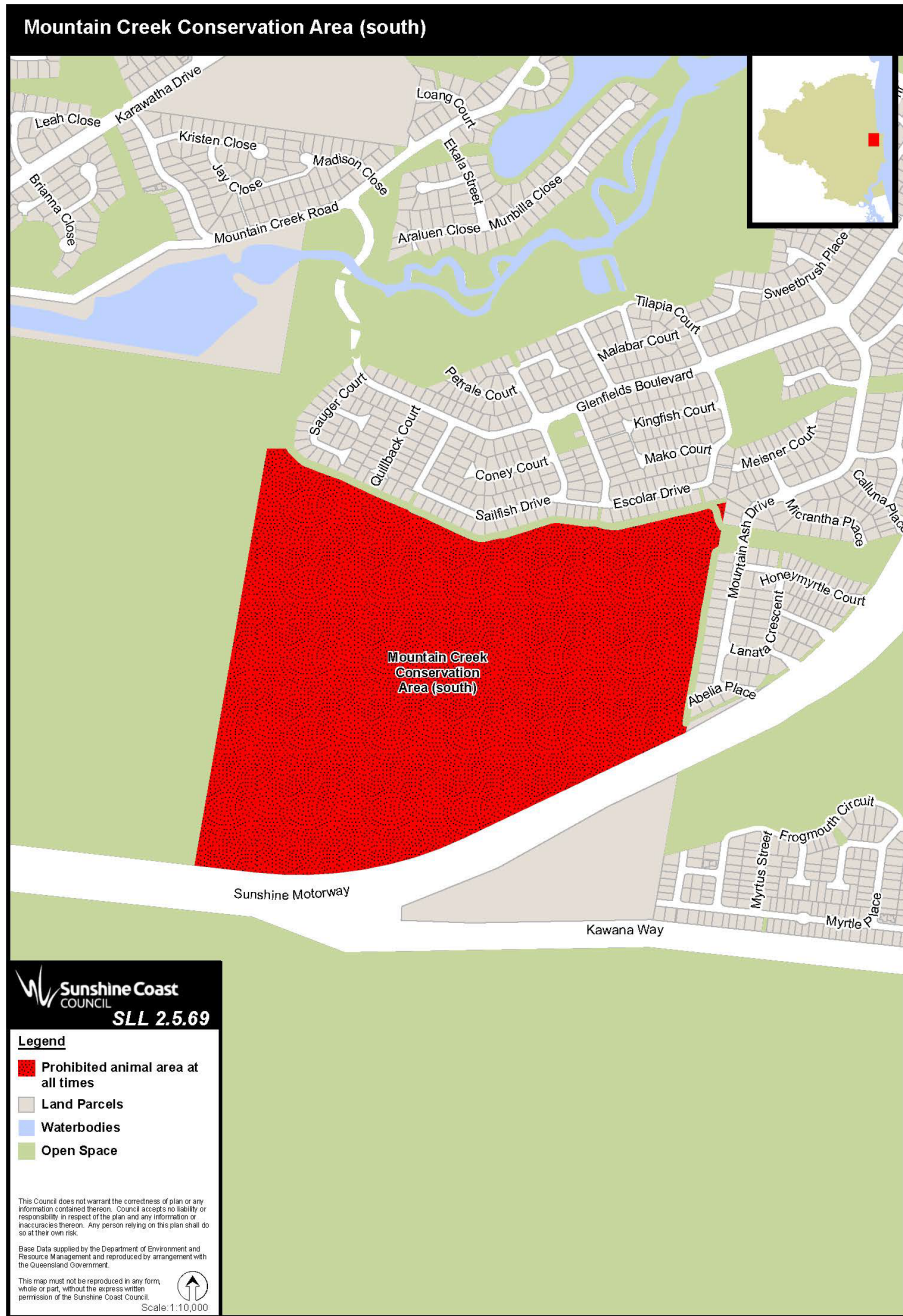 Mountain Creek Conservation Area (south)
Karawatha Drive
Leah Close
Loang Court
Kristen Close
Ekala Street
Madison Close
Jay Close
Brianna Close
Munbilla Close
Mountain Creek Road
Araluen Close
Sweetbrush Place
Tilapia Court
Malabar Court
Petrale Court
Glenfields Boulevard
Sauger Court
Kingfish Court
Quillback Court
Mako Court
Meisner Court
Coney Court
Calluna Place
Escolar Drive
Sailfish Drive
Micrantha Place
Mountain Ash Drive
Honeymyrtle Court
Lanata Crescent
Mountain Creek
Conservation
Area (south)
Abelia Place
Frogmouth Circuit
Myrtus Street
Sunshine Motorway
Myrtle Place
Kawana Way
Sunshine Coast
COUNCIL
SLL 2.5.69
Legend
Prohibited animal area at
all times
Land Parcels
Waterbodies
Open Space
This Council does not warrant the correctness of plan or any
information contained thereon. Council accepts no liability or
responsibility in respect of the plan and any information or
inaccuracies thereon. Any person relying on this plan shall do
so at their own risk.
Base Data supplied by the Department of Environment and
Resource Management and reproduced by arrangement with
the Queensland Government.
This map must not be reproduced in any form,
whole or part, without the express written
permission of the Sunshine Coast Council.
Scale: 1:10,000